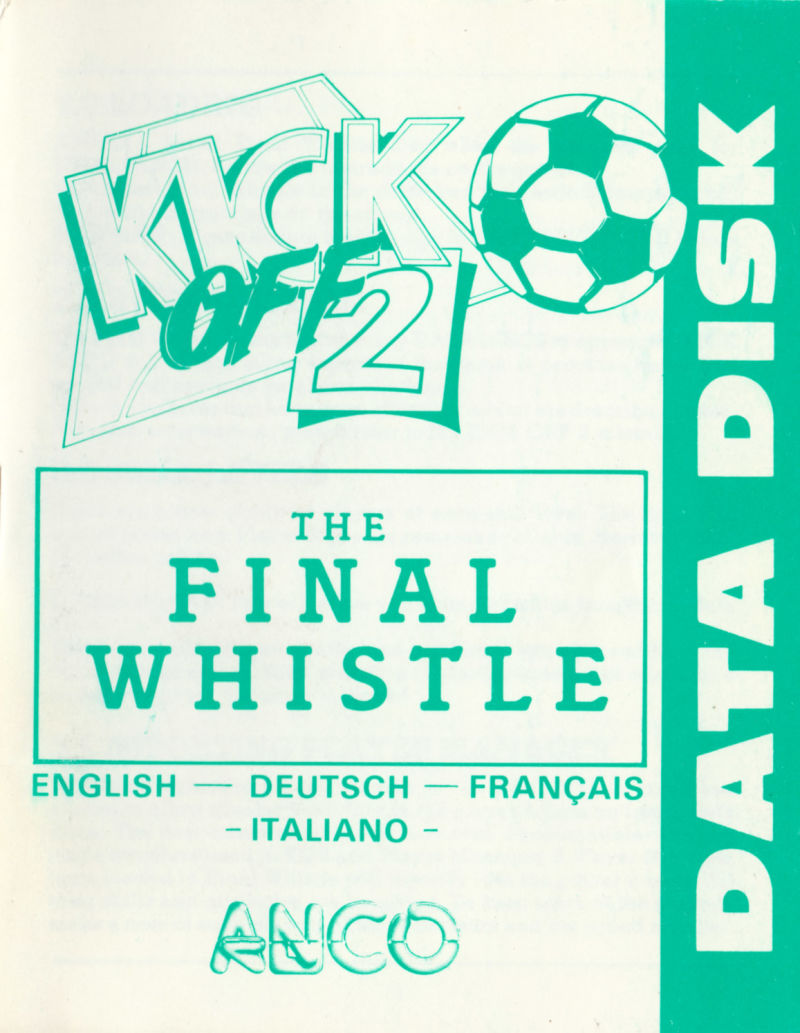 KICK
OFF
2
THE
FINAL
WHISTLE
ENGLISH — DEUTSCH — FRANÇAIS
- ITALIANO -
ANCO
DATA DISK